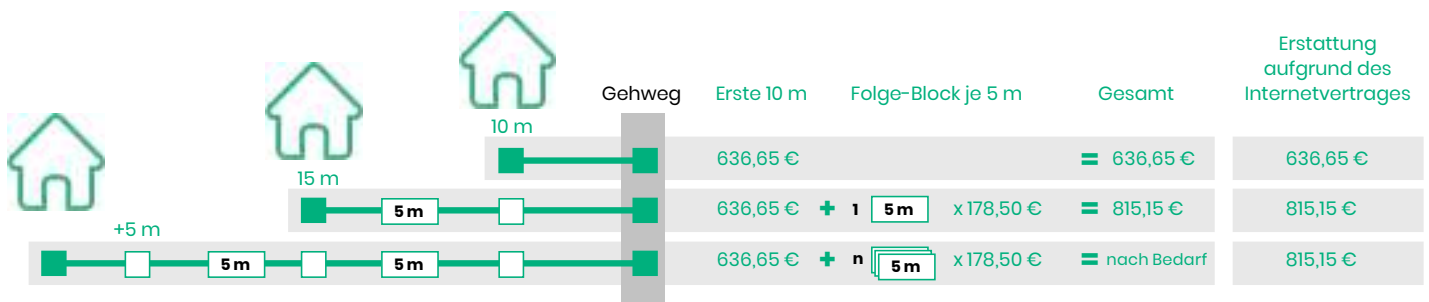 Erstattung
aufgrund des
Internetvertrages
Gehweg Erste 10 m Folge-Block je 5 m Gesamt
10 m
636,65 € = 636,65 € 636,65 €
15 m
5 m 636,65 € + 1 5 m x 178,50 € = 815,15 € 815,15 €
+5 m
5 m 5 m 636,65 € + n 5 m x 178,50 € = nach Bedarf 815,15 €